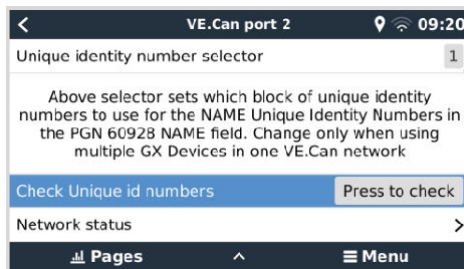 VE.Can port 2 09:20
Unique identity number selector 1
Above selector sets which block of unique identity
numbers to use for the NAME Unique Identity Numbers in
the PGN 60928 NAME field. Change only when using
multiple GX Devices in one VE.Can network
Check Unique id numbers Press to check
Network status
Pages Menu